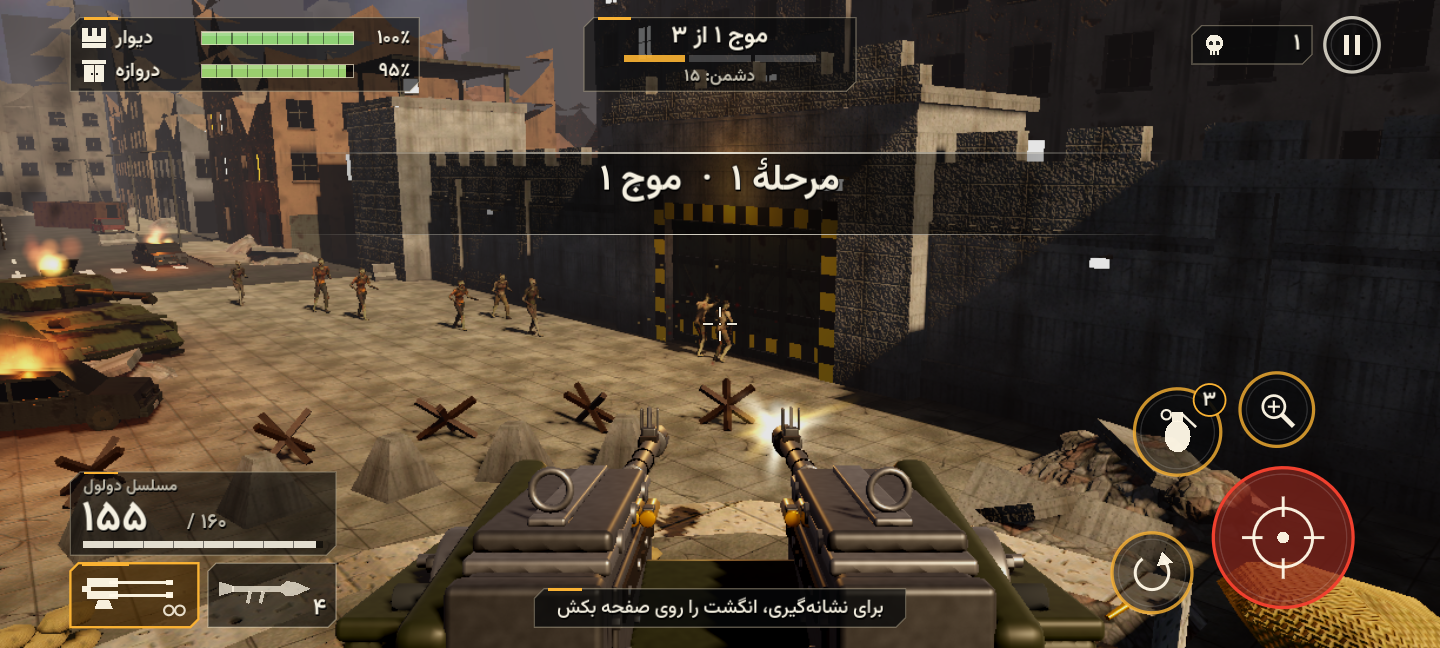 دیوار ۱۰۰٪
دروازه ۹۵٪
موج ۱ از ۳
دشمن: ۱۵
۱
مرحلهٔ ۱ · موج ۱
۳
مسلسل دولول
۱۵۵ / ۱۶۰
∞
۴
برای نشانه‌گیری، انگشت را روی صفحه بکش